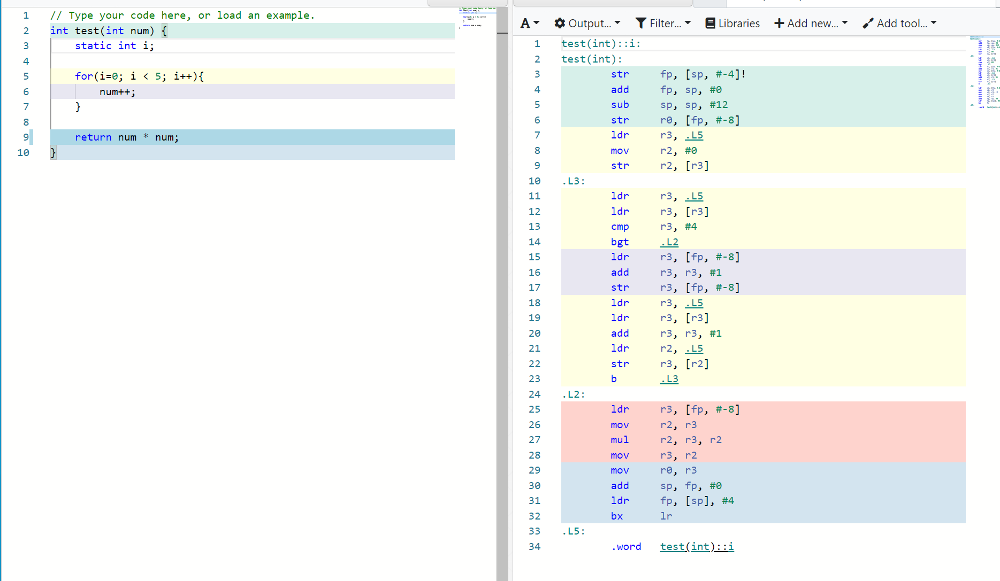 1 // Type your code here, or load an example.
2 int test(int num) {
3 static int i;
4
5 for(i=0; i < 5; i++){
6 num++;
7 }
8
9 return num * num;
10 }
A Output... Filter... Libraries Add new... Add tool...
1 test(int)::i:
2 test(int):
3 str fp, [sp, #-4]!
4 add fp, sp, #0
5 sub sp, sp, #12
6 str r0, [fp, #-8]
7 ldr r3, .L5
8 mov r2, #0
9 str r2, [r3]
10 .L3:
11 ldr r3, .L5
12 ldr r3, [r3]
13 cmp r3, #4
14 bgt .L2
15 ldr r3, [fp, #-8]
16 add r3, r3, #1
17 str r3, [fp, #-8]
18 ldr r3, .L5
19 ldr r3, [r3]
20 add r3, r3, #1
21 ldr r2, .L5
22 str r3, [r2]
23 b .L3
24 .L2:
25 ldr r3, [fp, #-8]
26 mov r2, r3
27 mul r2, r3, r2
28 mov r3, r2
29 mov r0, r3
30 add sp, fp, #0
31 ldr fp, [sp], #4
32 bx lr
33 .L5:
34 .word test(int)::i